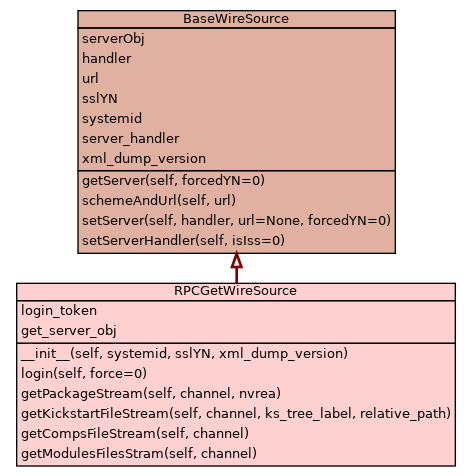 BaseWireSource
serverObj
handler
url
sslYN
systemid
server_handler
xml_dump_version
getServer(self, forcedYN=0)
schemeAndUrl(self, url)
setServer(self, handler, url=None, forcedYN=0)
setServerHandler(self, isIss=0)
RPCGetWireSource
login_token
get_server_obj
__init__(self, systemid, sslYN, xml_dump_version)
login(self, force=0)
getPackageStream(self, channel, nvrea)
getKickstartFileStream(self, channel, ks_tree_label, relative_path)
getCompsFileStream(self, channel)
getModulesFilesStram(self, channel)